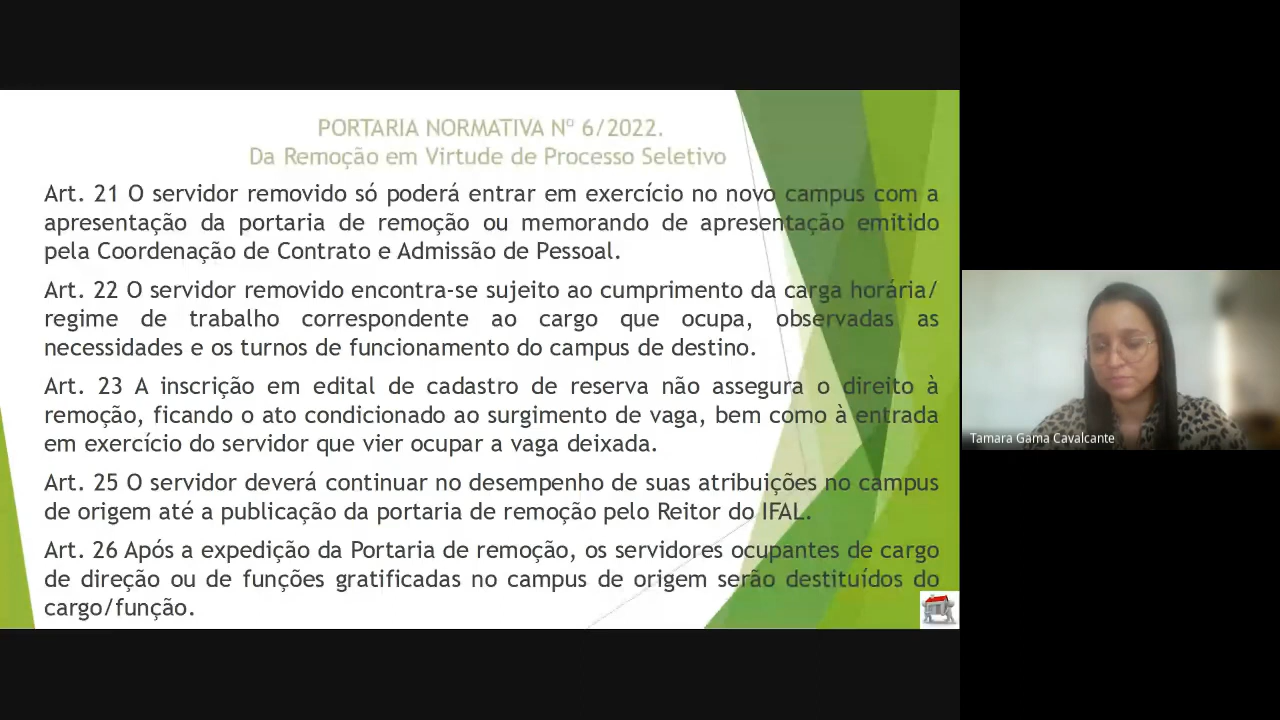 PORTARIA NORMATIVA Nº 6/2022.
Da Remoção em Virtude de Processo Seletivo
Art. 21 O servidor removido só poderá entrar em exercício no novo campus com a
apresentação da portaria de remoção ou memorando de apresentação emitido
pela Coordenação de Contrato e Admissão de Pessoal.
Art. 22 O servidor removido encontra-se sujeito ao cumprimento da carga horária/
regime de trabalho correspondente ao cargo que ocupa, observadas as
necessidades e os turnos de funcionamento do campus de destino.
Art. 23 A inscrição em edital de cadastro de reserva não assegura o direito à
remoção, ficando o ato condicionado ao surgimento de vaga, bem como à entrada
em exercício do servidor que vier ocupar a vaga deixada.
Art. 25 O servidor deverá continuar no desempenho de suas atribuições no campus
de origem até a publicação da portaria de remoção pelo Reitor do IFAL.
Art. 26 Após a expedição da Portaria de remoção, os servidores ocupantes de cargo
de direção ou de funções gratificadas no campus de origem serão destituídos do
cargo/função.
Tamara Gama Cavalcante